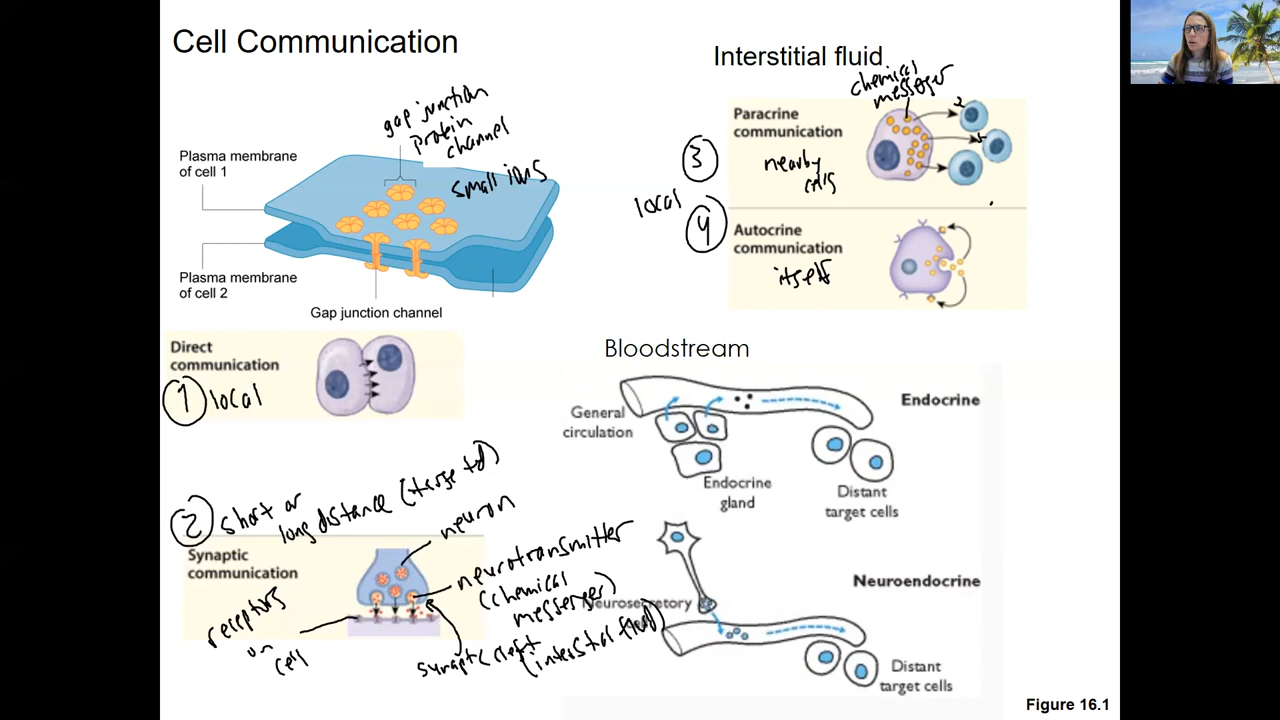 Cell Communication
Interstitial fluid
gap junction
protein
channel
small ions
Plasma membrane
of cell 1
Plasma membrane
of cell 2
Gap junction channel
Direct
communication
1 local
2 short or
long distance (targeted)
neuron
Synaptic
communication
neurotransmitter
(chemical
messenger)
synaptic cleft
(interstitial fluid)
receptors
on
cell
chemical
messenger
3
Paracrine
communication
nearby
cells
local
4
Autocrine
communication
itself
Bloodstream
General
circulation
Endocrine
Endocrine
gland
Distant
target cells
Neurosecretory
Neuroendocrine
Distant
target cells
Figure 16.1